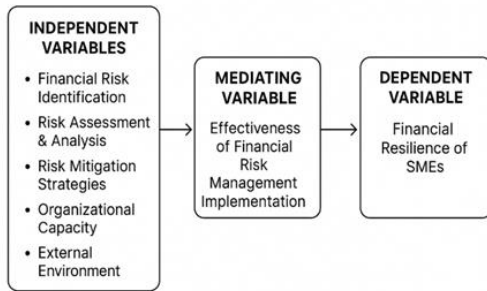 INDEPENDENT
VARIABLES
• Financial Risk
Identification
• Risk Assessment
& Analysis
• Risk Mitigation
Strategies
• Organizational
Capacity
• External
Environment
MEDIATING
VARIABLE
Effectiveness
of Financial
Risk
Management
Implementation
DEPENDENT
VARIABLE
Financial
Resilience of
SMEs